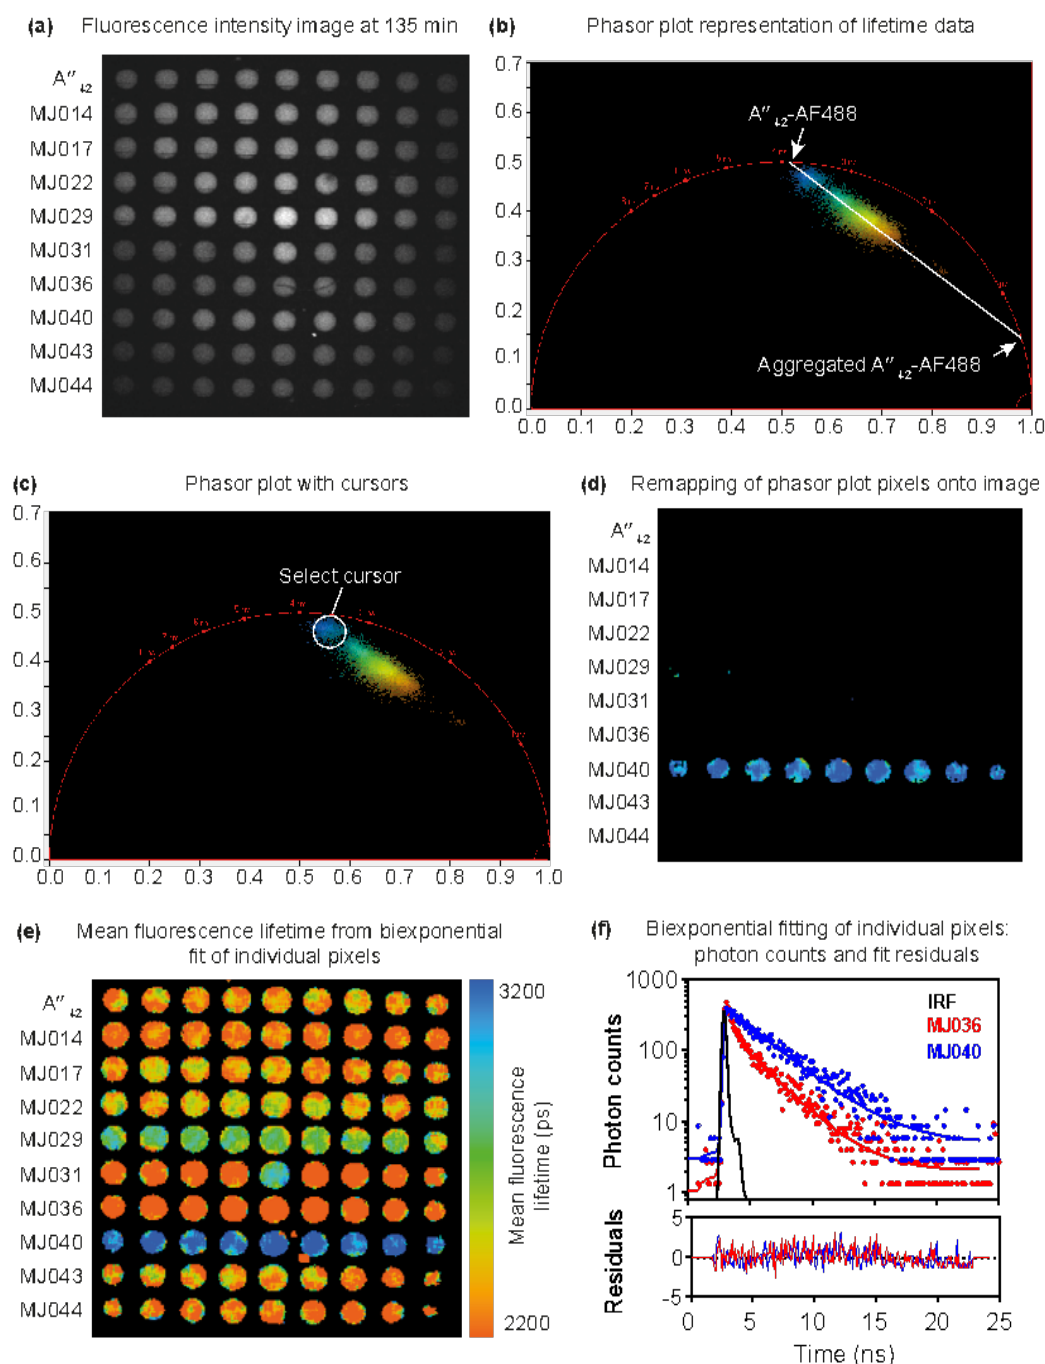 (a) Fluorescence intensity image at 135 min
A″↓2
MJ014
MJ017
MJ022
MJ029
MJ031
MJ036
MJ040
MJ043
MJ044
(b) Phasor plot representation of lifetime data
0.7
0.6
0.5
0.4
0.3
0.2
0.1
0.0
A″↓2-AF488
Aggregated A″↓2-AF488
0.0 0.1 0.2 0.3 0.4 0.5 0.6 0.7 0.8 0.9 1.0
(c) Phasor plot with cursors
0.7
0.6
0.5
0.4
0.3
0.2
0.1
0.0
Select cursor
0.0 0.1 0.2 0.3 0.4 0.5 0.6 0.7 0.8 0.9 1.0
(d) Remapping of phasor plot pixels onto image
A″↓2
MJ014
MJ017
MJ022
MJ029
MJ031
MJ036
MJ040
MJ043
MJ044
(e) Mean fluorescence lifetime from biexponential
fit of individual pixels
A″↓2
MJ014
MJ017
MJ022
MJ029
MJ031
MJ036
MJ040
MJ043
MJ044
3200
Mean fluorescence
lifetime (ps)
2200
(f) Biexponential fitting of individual pixels:
photon counts and fit residuals
Photon counts
1000
100
10
1
IRF
MJ036
MJ040
Residuals
5
0
-5
0 5 10 15 20 25
Time (ns)